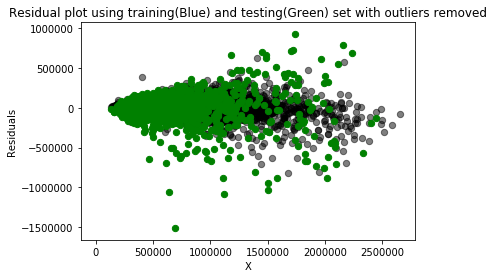 Residual plot using training(Blue) and testing(Green) set with outliers removed
1000000
500000
0
−500000
−1000000
−1500000
Residuals
0 500000 1000000 1500000 2000000 2500000
X